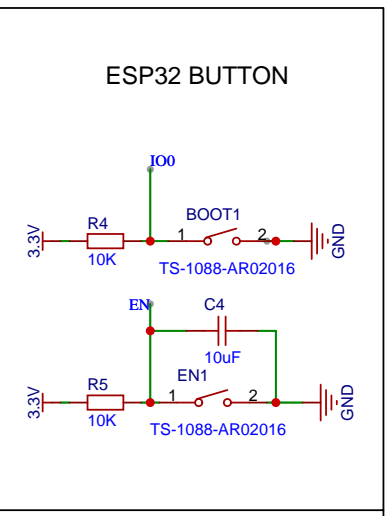 ESP32 BUTTON
IO0
R4
BOOT1
3.3V
1
2
GND
10K
TS-1088-AR02016
EN
C4
10uF
R5
EN1
3.3V
1
2
GND
10K
TS-1088-AR02016